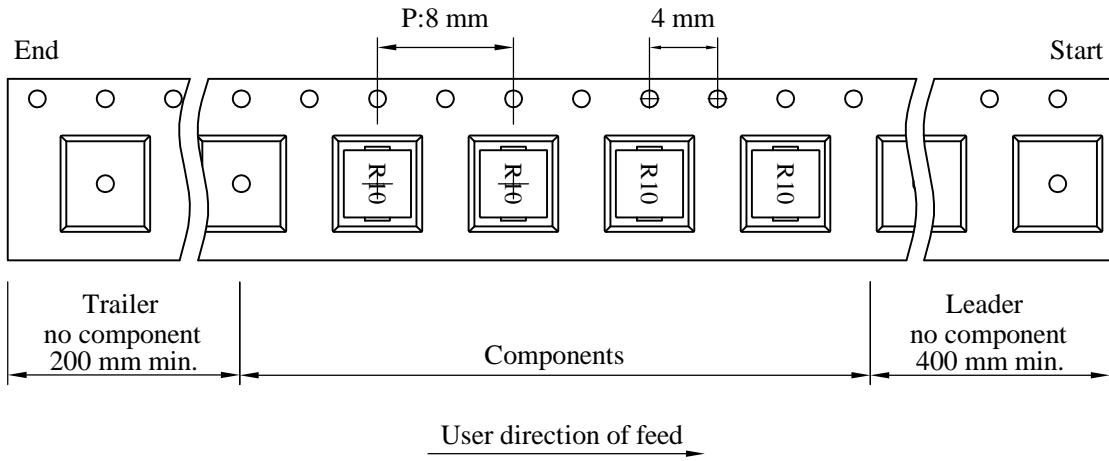 P:8 mm
4 mm
End
Start
R10
R10
R10
R10
Trailer
no component
200 mm min.
Components
Leader
no component
400 mm min.
User direction of feed